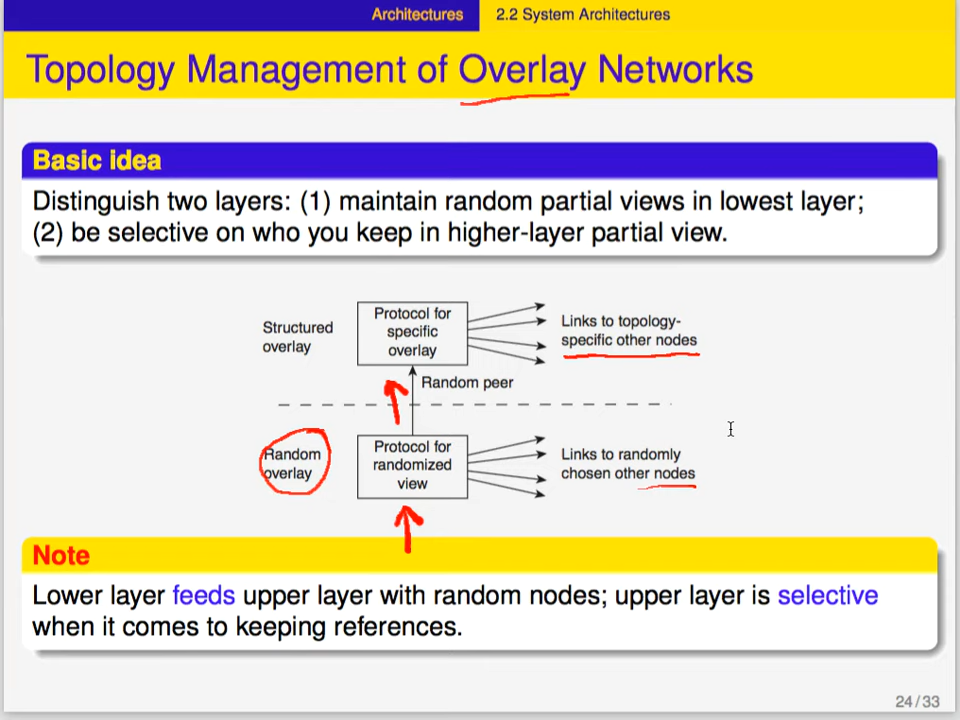 Architectures 2.2 System Architectures
Topology Management of Overlay Networks
Basic idea
Distinguish two layers: (1) maintain random partial views in lowest layer;
(2) be selective on who you keep in higher-layer partial view.
Structured
overlay
Protocol for
specific
overlay
Links to topology-
specific other nodes
Random peer
Random
overlay
Protocol for
randomized
view
Links to randomly
chosen other nodes
Note
Lower layer feeds upper layer with random nodes; upper layer is selective
when it comes to keeping references.
24 / 33